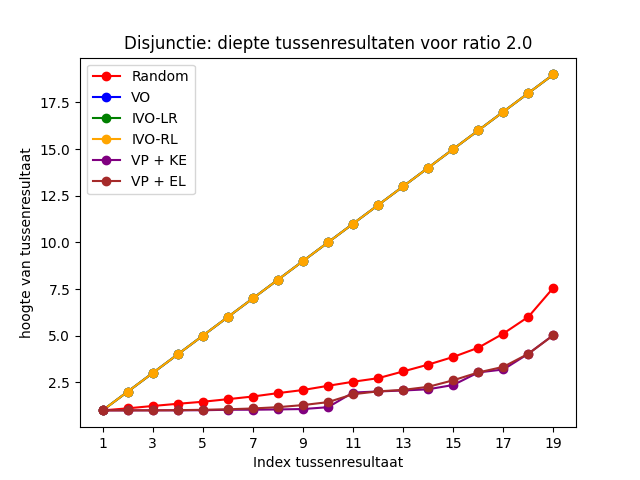 Disjunctie: diepte tussenresultaten voor ratio 2.0
Random
VO
IVO-LR
IVO-RL
VP + KE
VP + EL
hoogte van tussenresultaat
17.5
15.0
12.5
10.0
7.5
5.0
2.5
1 3 5 7 9 11 13 15 17 19
Index tussenresultaat